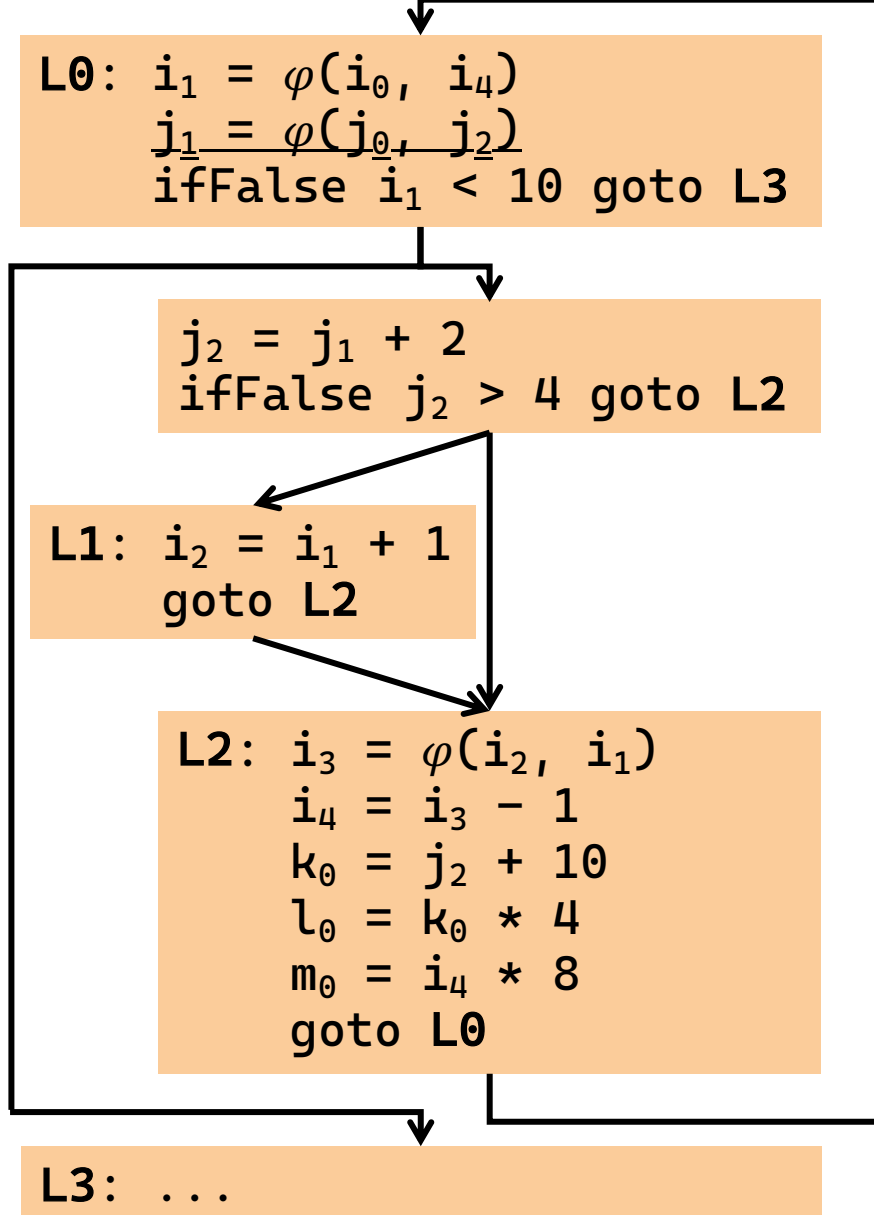 L0: i₁ = φ(i₀, i₄)
j₁ = φ(j₀, j₂)
ifFalse i₁ < 10 goto L3
j₂ = j₁ + 2
ifFalse j₂ > 4 goto L2
L1: i₂ = i₁ + 1
goto L2
L2: i₃ = φ(i₂, i₁)
i₄ = i₃ − 1
k₀ = j₂ + 10
l₀ = k₀ * 4
m₀ = i₄ * 8
goto L0
L3: ...